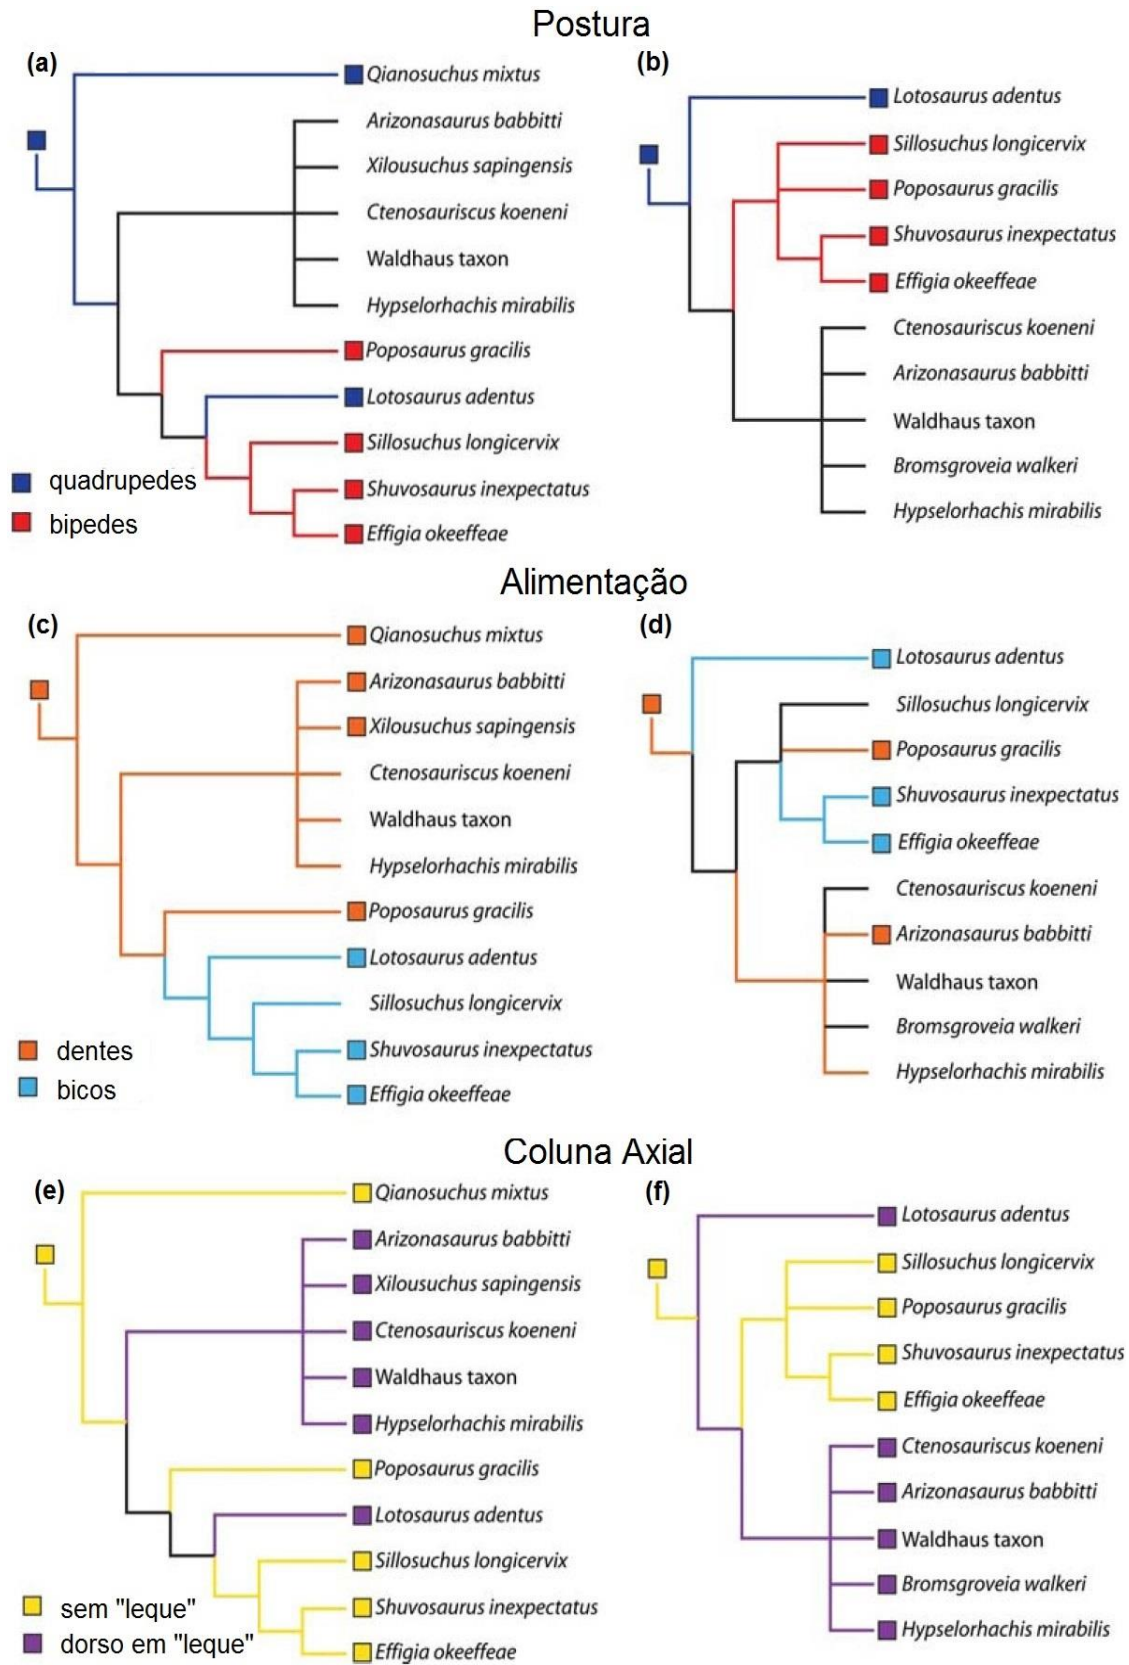 Postura
(a)
Qianosuchus mixtus
Arizonasaurus babbitti
Xilousuchus sapingensis
Ctenosauriscus koeneni
Waldhaus taxon
Hypselorhachis mirabilis
Poposaurus gracilis
Lotosaurus adentus
Sillosuchus longicervix
Shuvosaurus inexpectatus
Effigia okeeffeae
quadrupedes
bipedes
(b)
Lotosaurus adentus
Sillosuchus longicervix
Poposaurus gracilis
Shuvosaurus inexpectatus
Effigia okeeffeae
Ctenosauriscus koeneni
Arizonasaurus babbitti
Waldhaus taxon
Bromsgroveia walkeri
Hypselorhachis mirabilis
Alimentação
(c)
Qianosuchus mixtus
Arizonasaurus babbitti
Xilousuchus sapingensis
Ctenosauriscus koeneni
Waldhaus taxon
Hypselorhachis mirabilis
Poposaurus gracilis
Lotosaurus adentus
Sillosuchus longicervix
Shuvosaurus inexpectatus
Effigia okeeffeae
dentes
bicos
(d)
Lotosaurus adentus
Sillosuchus longicervix
Poposaurus gracilis
Shuvosaurus inexpectatus
Effigia okeeffeae
Ctenosauriscus koeneni
Arizonasaurus babbitti
Waldhaus taxon
Bromsgroveia walkeri
Hypselorhachis mirabilis
Coluna Axial
(e)
Qianosuchus mixtus
Arizonasaurus babbitti
Xilousuchus sapingensis
Ctenosauriscus koeneni
Waldhaus taxon
Hypselorhachis mirabilis
Poposaurus gracilis
Lotosaurus adentus
Sillosuchus longicervix
Shuvosaurus inexpectatus
Effigia okeeffeae
sem "leque"
dorso em "leque"
(f)
Lotosaurus adentus
Sillosuchus longicervix
Poposaurus gracilis
Shuvosaurus inexpectatus
Effigia okeeffeae
Ctenosauriscus koeneni
Arizonasaurus babbitti
Waldhaus taxon
Bromsgroveia walkeri
Hypselorhachis mirabilis